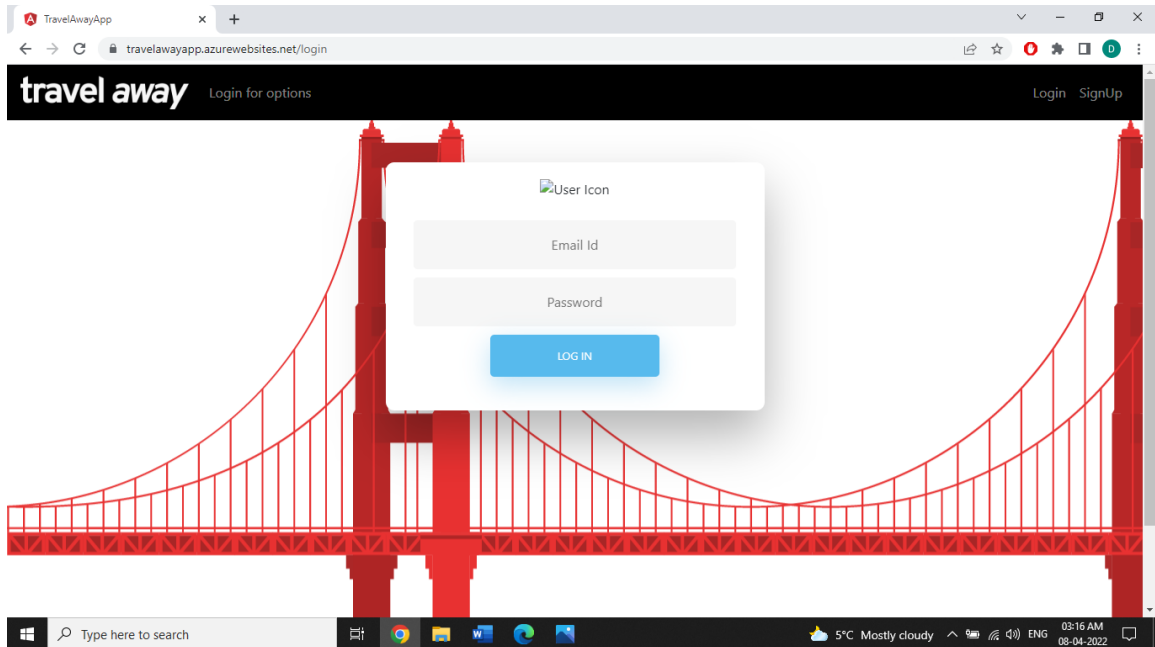 TravelAwayApp
travelawayapp.azurewebsites.net/login
D
travel away Login for options Login SignUp
User Icon
Email Id
Password
LOG IN
Type here to search
W
5°C Mostly cloudy
ENG
03:16 AM
08-04-2022